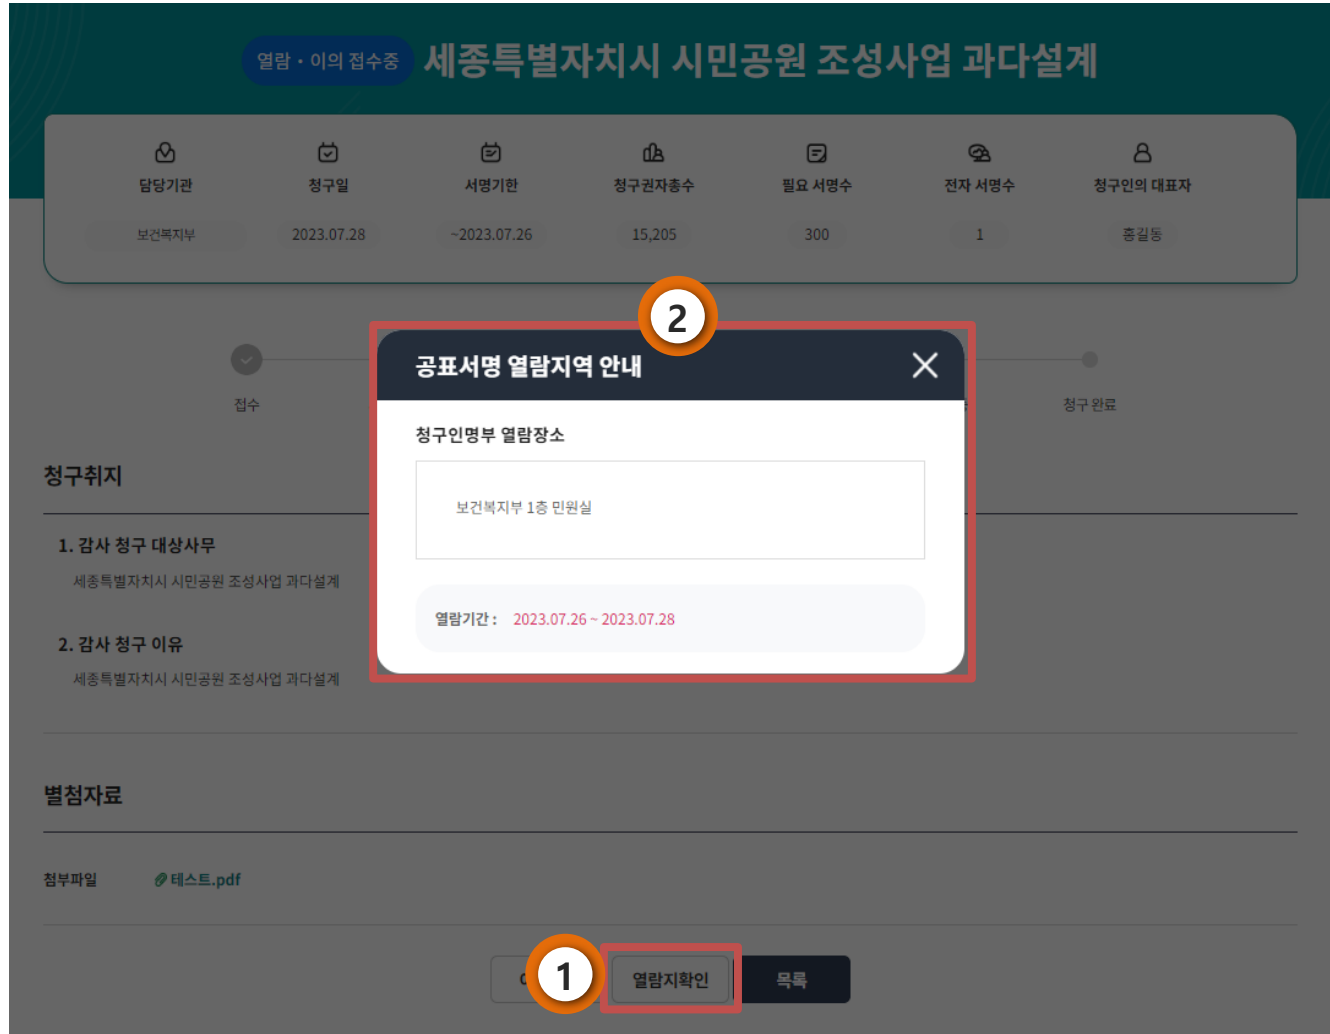 열람・이의 접수중 세종특별자치시 시민공원 조성사업 과다설계
담당기관 청구일 서명기한 청구권자총수 필요 서명수 전자 서명수 청구인의 대표자
보건복지부 2023.07.28 ~2023.07.26 15,205 300 1 홍길동
2
공표서명 열람지역 안내
접수 청구 완료
청구인명부 열람장소
보건복지부 1층 민원실
열람기간 : 2023.07.26 ~ 2023.07.28
청구취지
1. 감사 청구 대상사무
세종특별자치시 시민공원 조성사업 과다설계
2. 감사 청구 이유
세종특별자치시 시민공원 조성사업 과다설계
별첨자료
첨부파일 테스트.pdf
1 열람지확인 목록